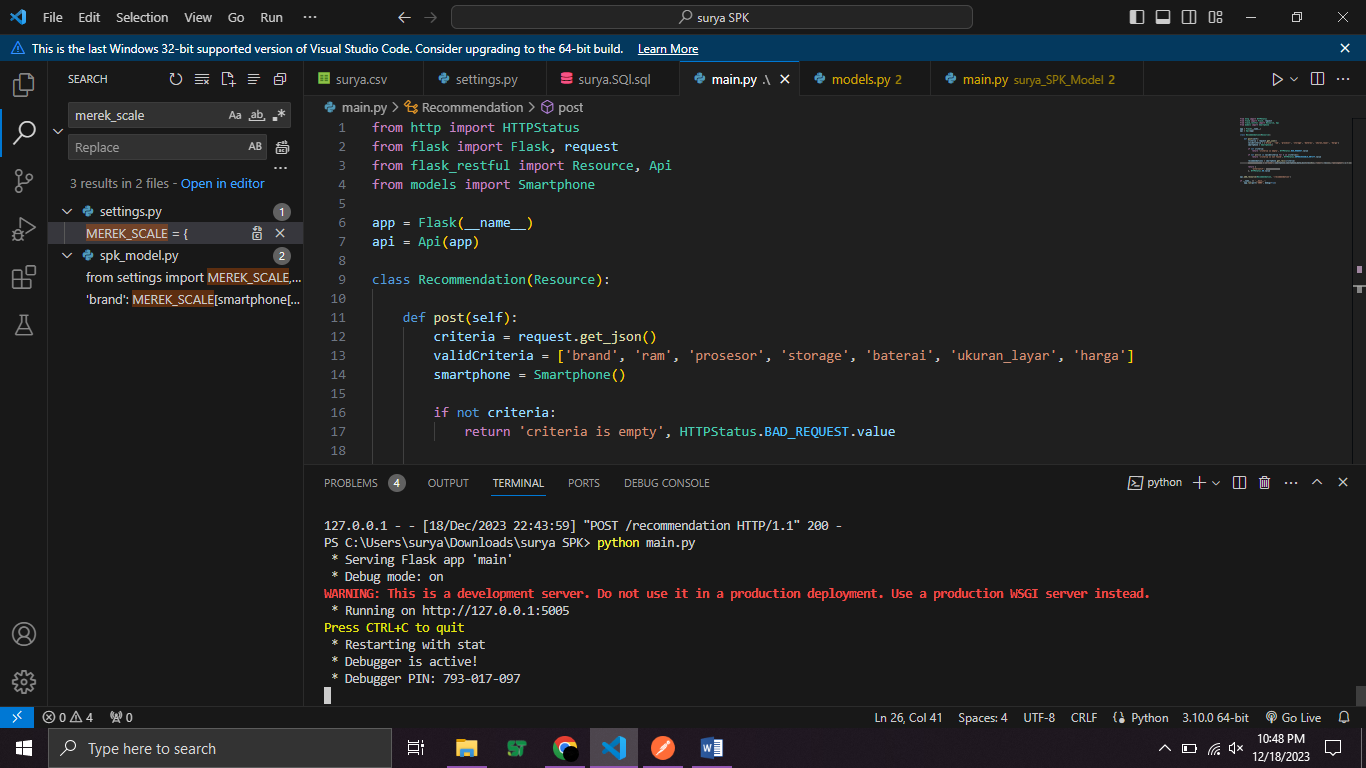 File Edit Selection View Go Run ··· surya SPK
This is the last Windows 32-bit supported version of Visual Studio Code. Consider upgrading to the 64-bit build. Learn More
SEARCH
merek_scale Aa ab .*
Replace AB
3 results in 2 files - Open in editor
settings.py 1
MEREK_SCALE = {
spk_model.py 2
from settings import MEREK_SCALE,...
'brand': MEREK_SCALE[smartphone[...
surya.csv settings.py surya.SQl.sql main.py .\ models.py 2 main.py surya_SPK_Model 2
main.py > Recommendation > post
1 from http import HTTPStatus
2 from flask import Flask, request
3 from flask_restful import Resource, Api
4 from models import Smartphone
5
6 app = Flask(__name__)
7 api = Api(app)
8
9 class Recommendation(Resource):
10
11 def post(self):
12 criteria = request.get_json()
13 validCriteria = ['brand', 'ram', 'prosesor', 'storage', 'baterai', 'ukuran_layar', 'harga']
14 smartphone = Smartphone()
15
16 if not criteria:
17 return 'criteria is empty', HTTPStatus.BAD_REQUEST.value
18
PROBLEMS 4 OUTPUT TERMINAL PORTS DEBUG CONSOLE python
127.0.0.1 - - [18/Dec/2023 22:43:59] "POST /recommendation HTTP/1.1" 200 -
PS C:\Users\surya\Downloads\surya SPK> python main.py
* Serving Flask app 'main'
* Debug mode: on
WARNING: This is a development server. Do not use it in a production deployment. Use a production WSGI server instead.
* Running on http://127.0.0.1:5005
Press CTRL+C to quit
* Restarting with stat
* Debugger is active!
* Debugger PIN: 793-017-097
0 4 0 Ln 26, Col 41 Spaces: 4 UTF-8 CRLF Python 3.10.0 64-bit Go Live
Type here to search
10:48 PM
12/18/2023